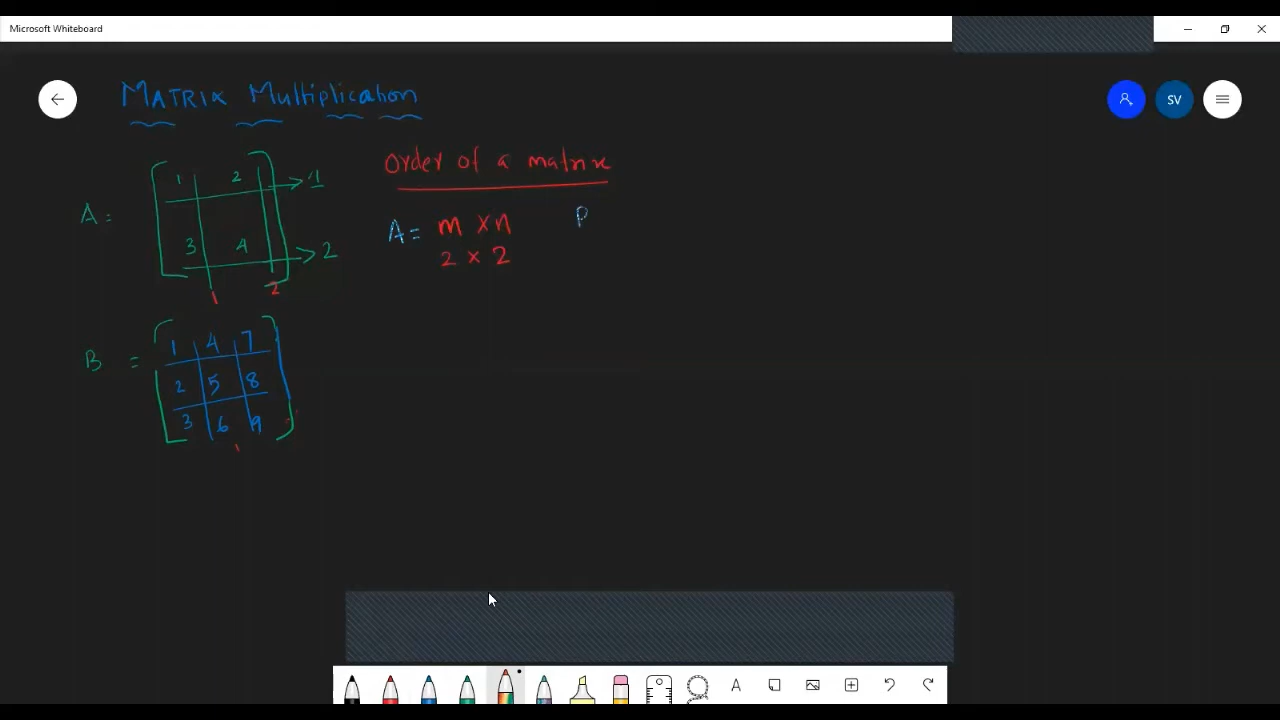 Microsoft Whiteboard
MATRIX Multiplication
SV
Order of a matrix
1 2 → 1
A =
3 4 → 2
1 2
A = m × n P
2 × 2
B =
1 4 7
2 5 8
3 6 9
A